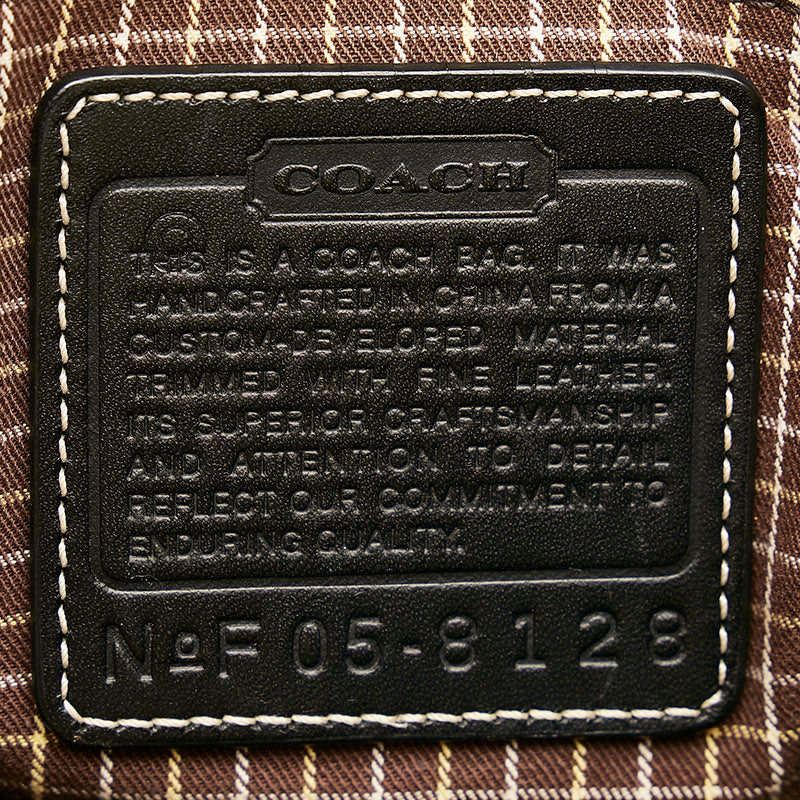 COACH
THIS IS A COACH BAG. IT WAS
HANDCRAFTED IN CHINA FROM A
CUSTOM-DEVELOPED MATERIAL
TRIMMED WITH FINE LEATHER.
ITS SUPERIOR CRAFTSMANSHIP
AND ATTENTION TO DETAIL
REFLECT OUR COMMITMENT TO
ENDURING QUALITY.
No F05-8128